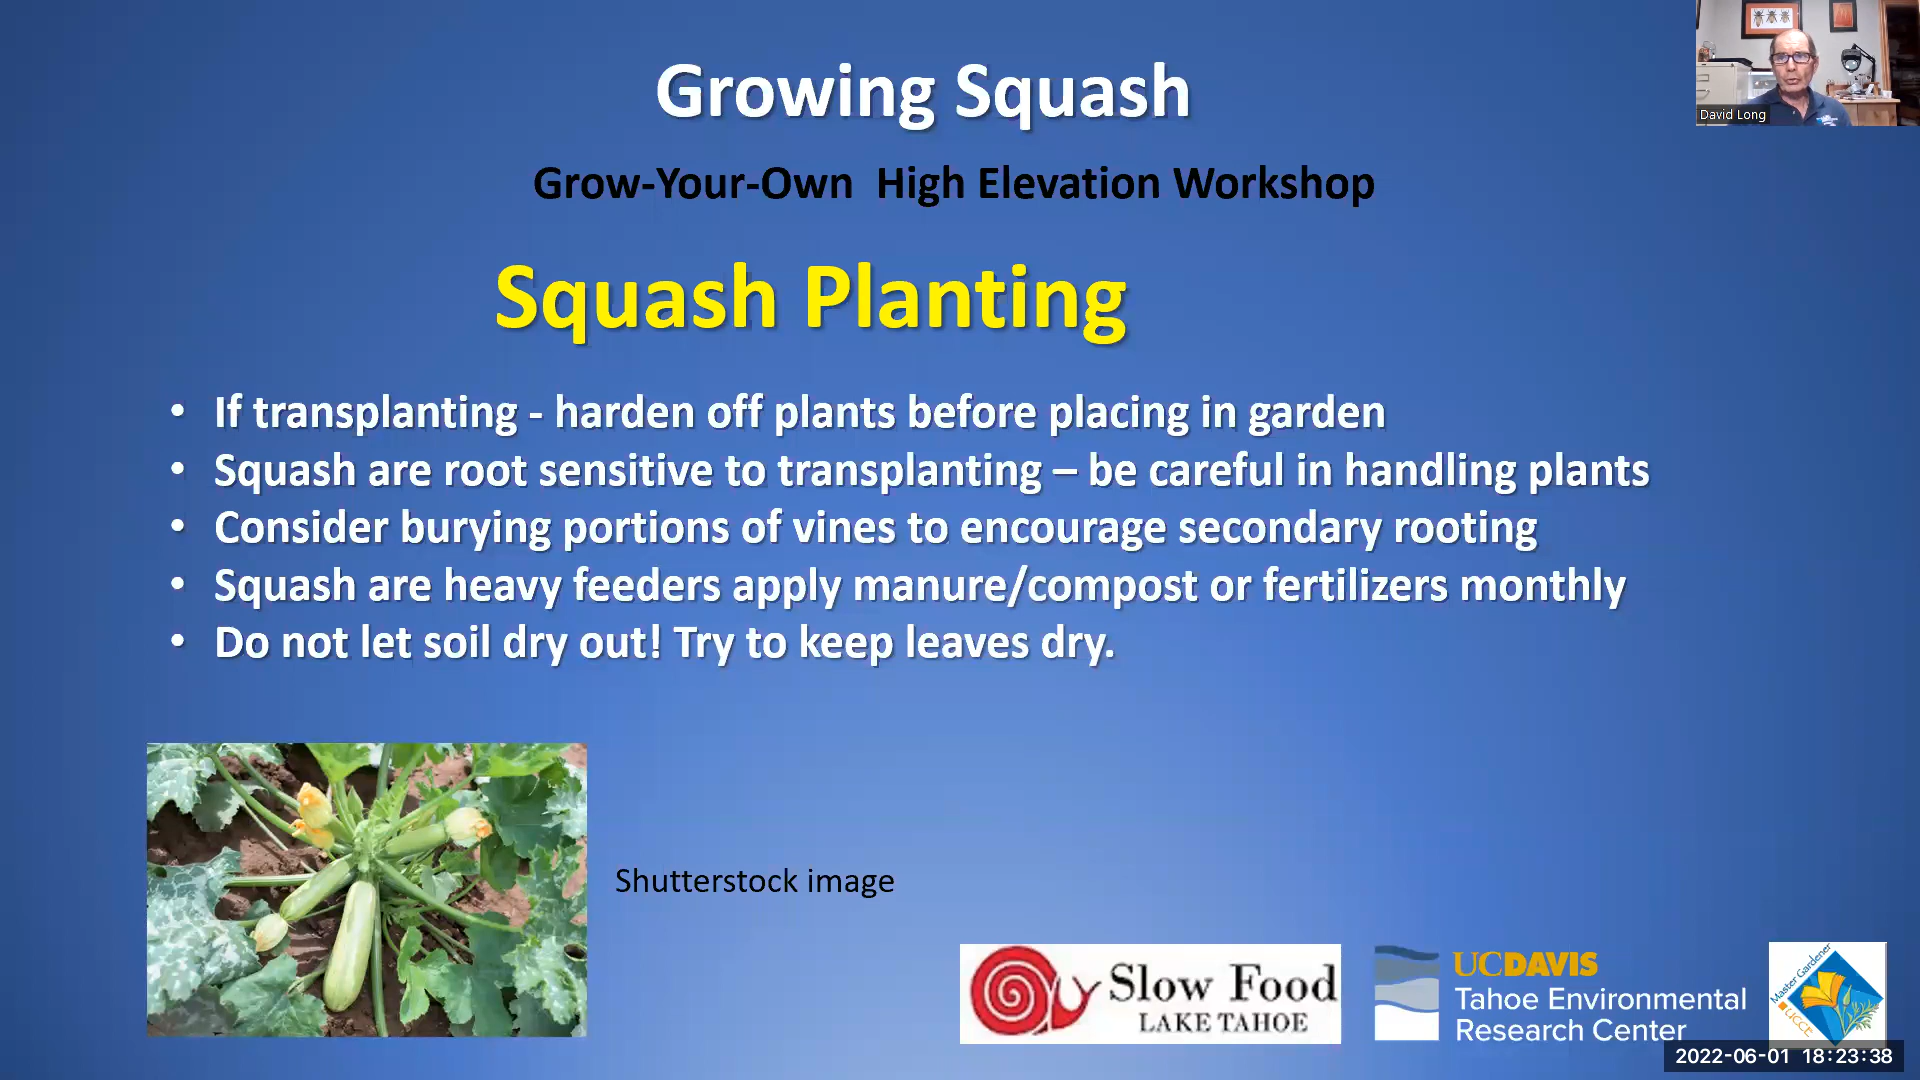 Growing Squash
David Long
Grow-Your-Own High Elevation Workshop
Squash Planting
• If transplanting - harden off plants before placing in garden
• Squash are root sensitive to transplanting – be careful in handling plants
• Consider burying portions of vines to encourage secondary rooting
• Squash are heavy feeders apply manure/compost or fertilizers monthly
• Do not let soil dry out! Try to keep leaves dry.
Shutterstock image
Slow Food
LAKE TAHOE
UCDAVIS
Tahoe Environmental
Research Center
Master Gardener
UCCE
2022-06-01 18:23:38